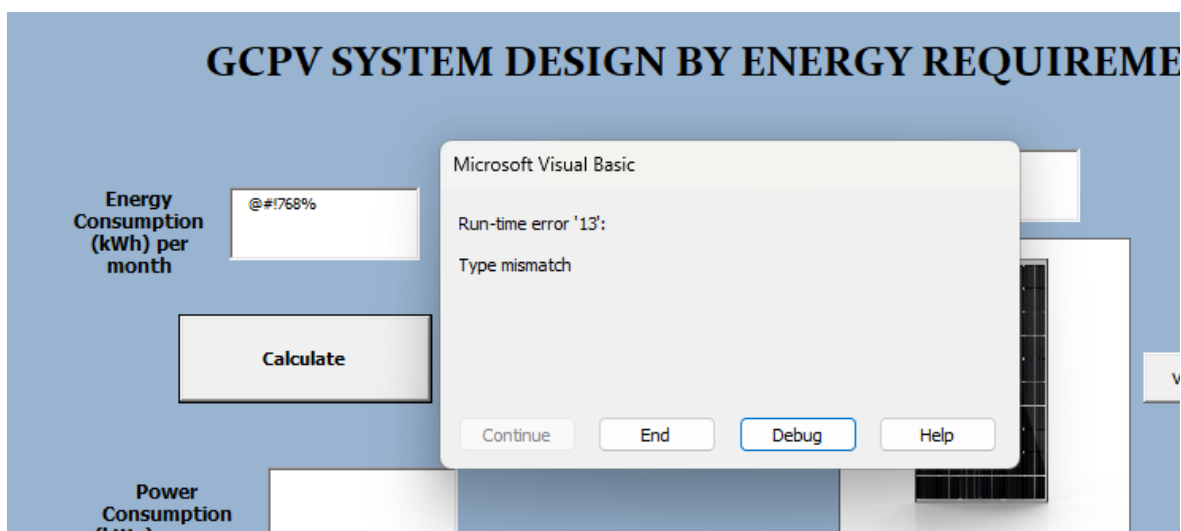 GCPV SYSTEM DESIGN BY ENERGY REQUIREME
Microsoft Visual Basic
Energy
Consumption
(kWh) per
month
@#!768%
Run-time error '13':
Type mismatch
Calculate
V
Continue
End
Debug
Help
Power
Consumption